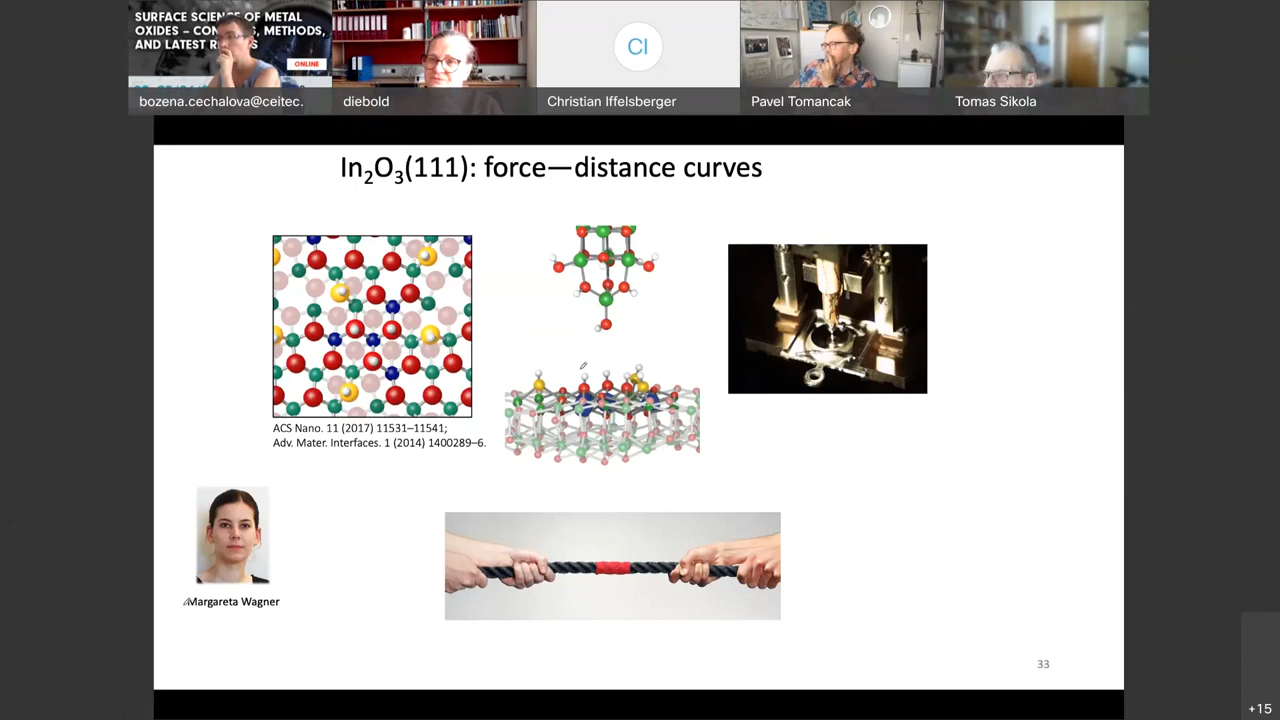 SURFACE SCIENCE OF METAL
OXIDES – CON METHODS,
AND LATEST R S
ONLINE
CI
bozena.cechalova@ceitec.
diebold
Christian Iffelsberger
Pavel Tomancak
Tomas Sikola
In₂O₃(111): force—distance curves
ACS Nano. 11 (2017) 11531–11541;
Adv. Mater. Interfaces. 1 (2014) 1400289–6.
Margareta Wagner
33
+15